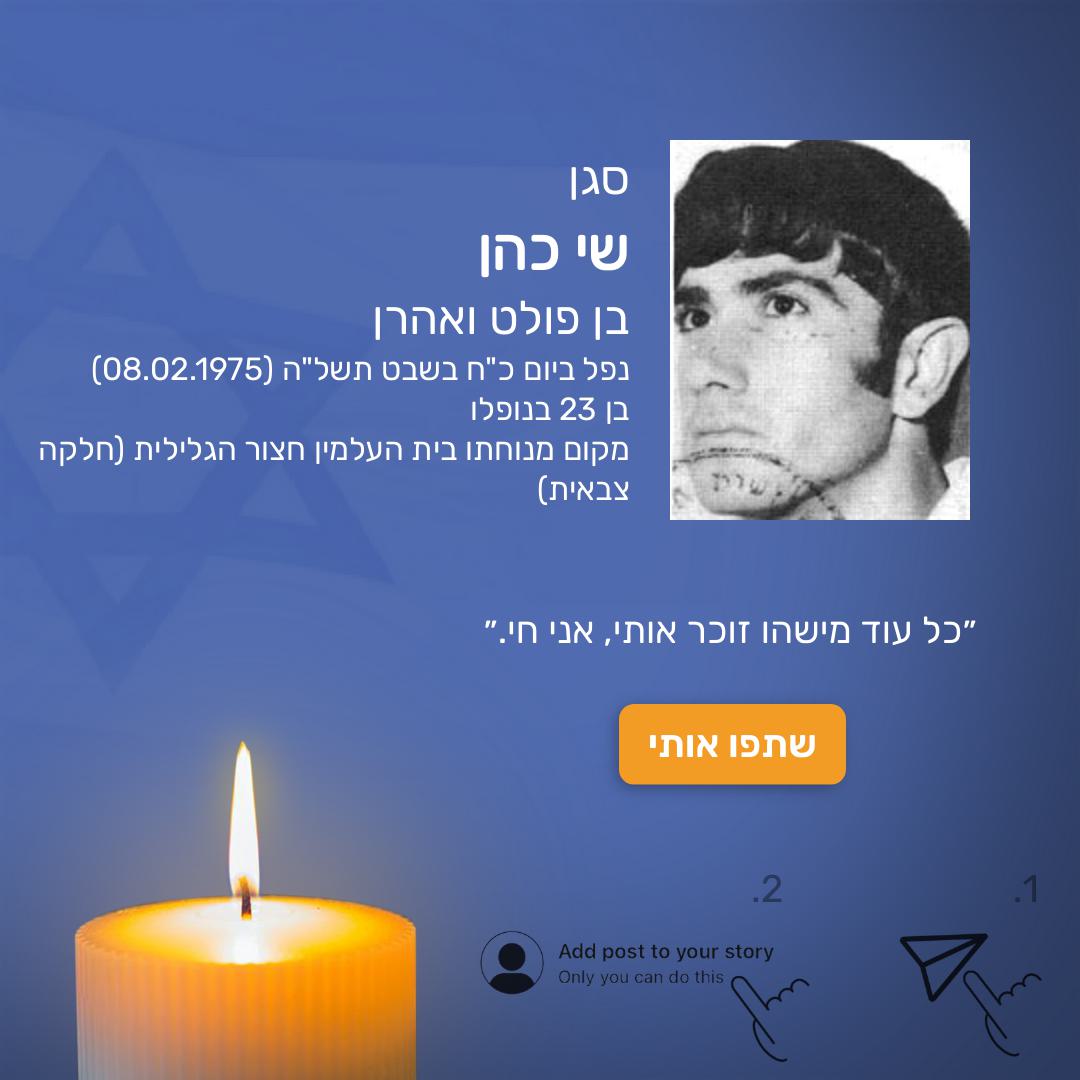 סגן
שי כהן
בן פולט ואהרן
נפל ביום כ"ח בשבט תשל"ה (08.02.1975)
בן 23 בנופלו
מקום מנוחתו בית העלמין חצור הגלילית (חלקה
צבאית)
״כל עוד מישהו זוכר אותי, אני חי.״
שתפו אותי
.1
.2
Add post to your story
Only you can do this